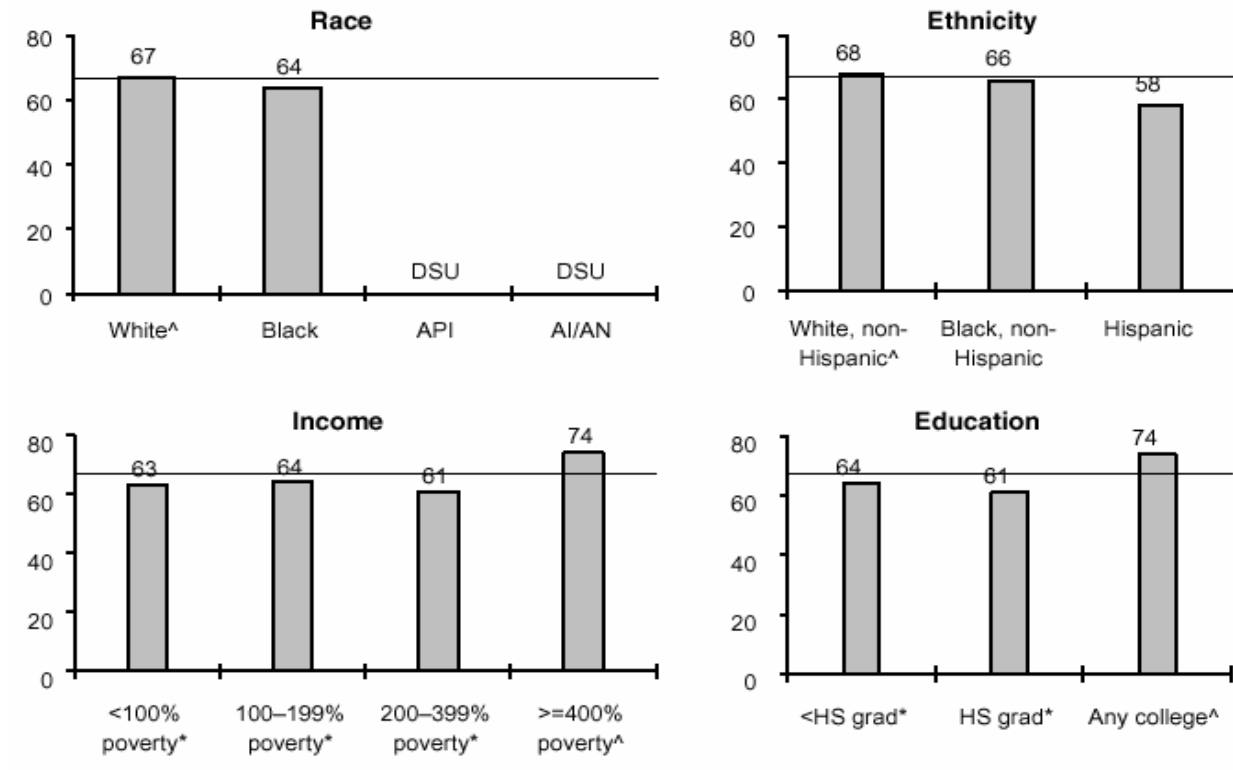 Race
80
60
40
20
0
67
64
DSU
DSU
White^
Black
API
AI/AN
Ethnicity
80
60
40
20
0
68
66
58
White, non-
Hispanic^
Black, non-
Hispanic
Hispanic
Income
80
60
40
20
0
63
64
61
74
<100%
poverty*
100–199%
poverty*
200–399%
poverty*
>=400%
poverty^
Education
80
60
40
20
0
64
61
74
<HS grad*
HS grad*
Any college^